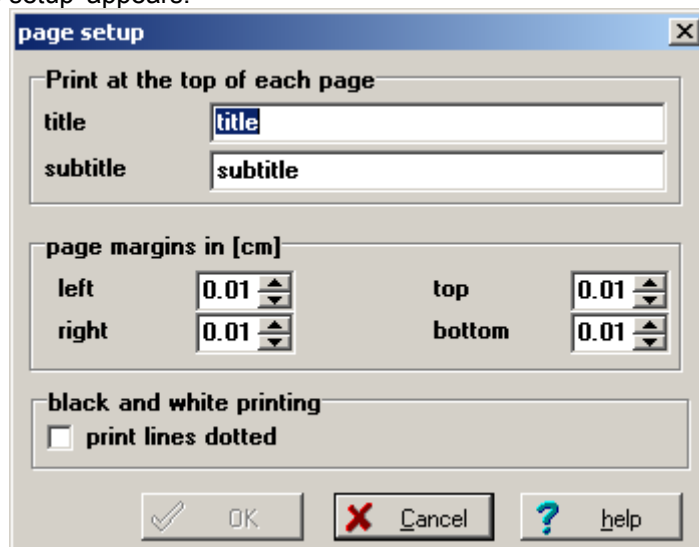 setup appears.
page setup
Print at the top of each page
title title
subtitle subtitle
page margins in [cm]
left 0.01 top 0.01
right 0.01 bottom 0.01
black and white printing
print lines dotted
OK Cancel help